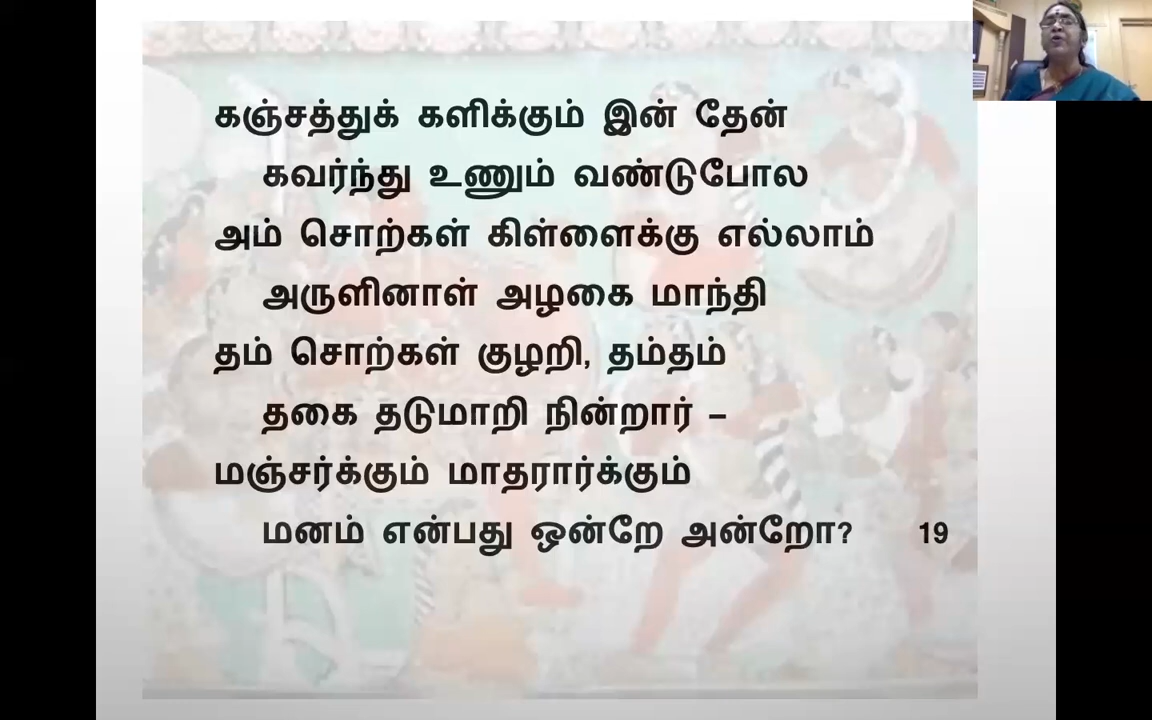 கஞ்சத்துக் களிக்கும் இன் தேன்
கவர்ந்து உணும் வண்டுபோல
அம் சொற்கள் கிள்ளைக்கு எல்லாம்
அருளினாள் அழகை மாந்தி
தம் சொற்கள் குழறி, தம்தம்
தகை தடுமாறி நின்றார் –
மஞ்சர்க்கும் மாதரார்க்கும்
மனம் என்பது ஒன்றே அன்றோ? 19